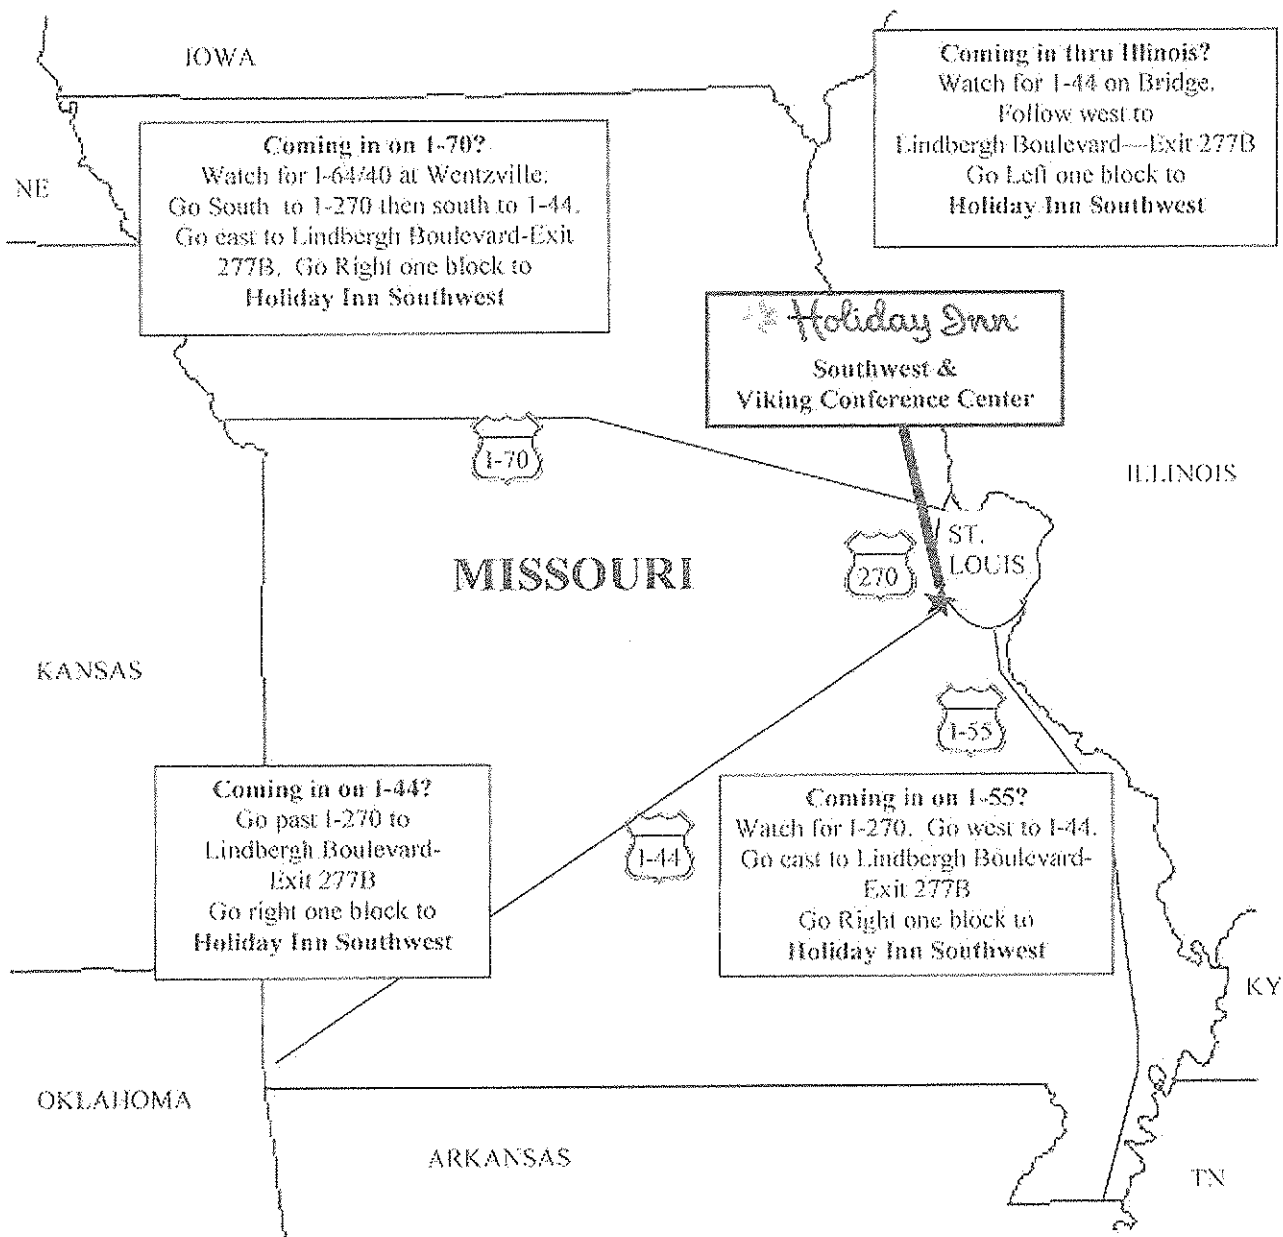 IOWA
Coming in thru Illinois?
Watch for I-44 on Bridge.
Follow west to
Lindbergh Boulevard—Exit 277B
Go Left one block to
Holiday Inn Southwest
Coming in on I-70?
Watch for I-64/40 at Wentzville.
Go South to I-270 then south to I-44.
Go east to Lindbergh Boulevard-Exit
277B. Go Right one block to
Holiday Inn Southwest
NE
Holiday Inn
Southwest &
Viking Conference Center
I-70
ILLINOIS
ST.
LOUIS
270
MISSOURI
KANSAS
I-55
Coming in on I-44?
Go past I-270 to
Lindbergh Boulevard-
Exit 277B
Go right one block to
Holiday Inn Southwest
I-44
Coming in on I-55?
Watch for I-270. Go west to I-44.
Go east to Lindbergh Boulevard-
Exit 277B
Go Right one block to
Holiday Inn Southwest
KY
OKLAHOMA
ARKANSAS
TN